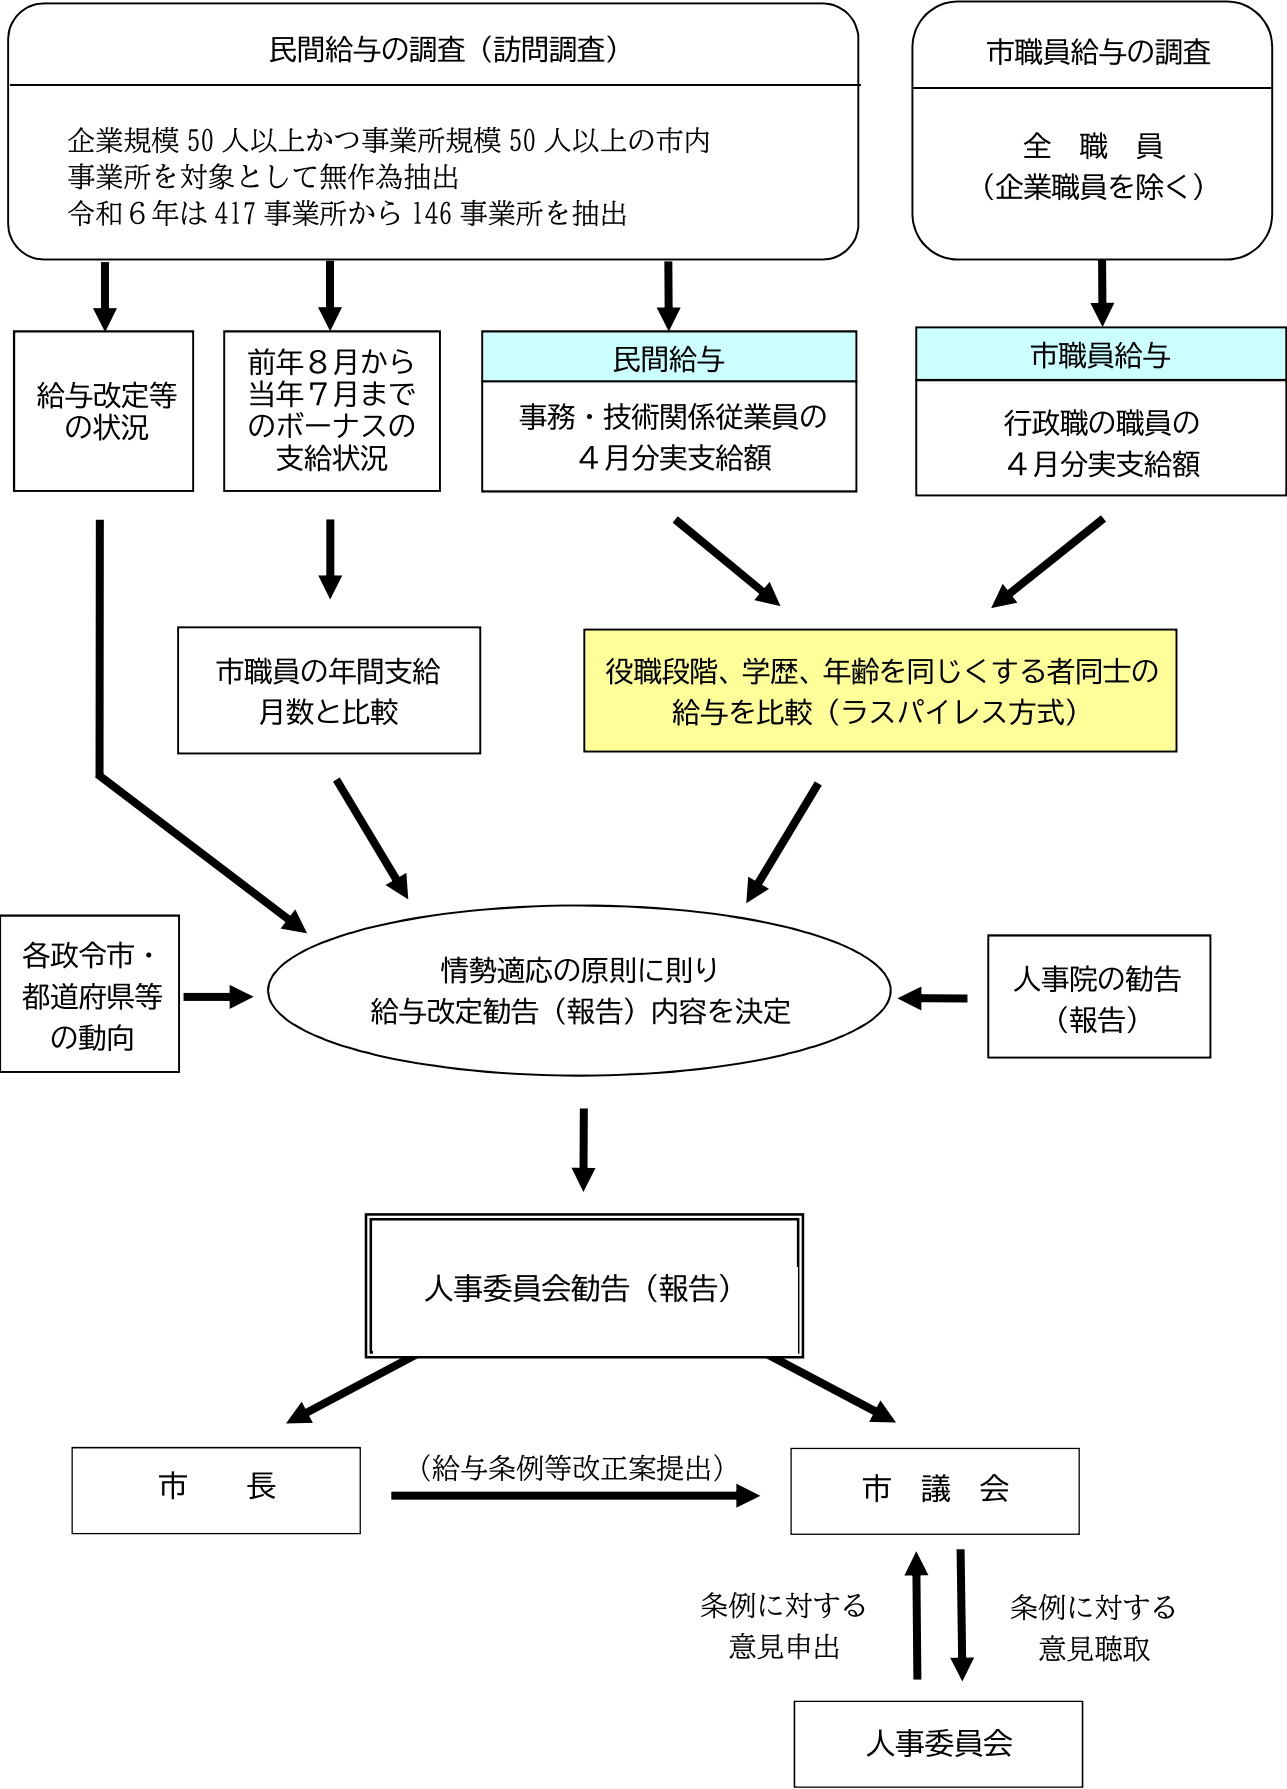 民間給与の調査（訪問調査）
企業規模 50 人以上かつ事業所規模 50 人以上の市内
事業所を対象として無作為抽出
令和６年は 417 事業所から 146 事業所を抽出
市職員給与の調査
全　職　員
（企業職員を除く）
給与改定等
の状況
前年８月から
当年７月まで
のボーナスの
支給状況
民間給与
事務・技術関係従業員の
４月分実支給額
市職員給与
行政職の職員の
４月分実支給額
市職員の年間支給
月数と比較
役職段階、学歴、年齢を同じくする者同士の
給与を比較（ラスパイレス方式）
各政令市・
都道府県等
の動向
情勢適応の原則に則り
給与改定勧告（報告）内容を決定
人事院の勧告
（報告）
人事委員会勧告（報告）
市　　長
（給与条例等改正案提出）
市　議　会
条例に対する
意見申出
条例に対する
意見聴取
人事委員会